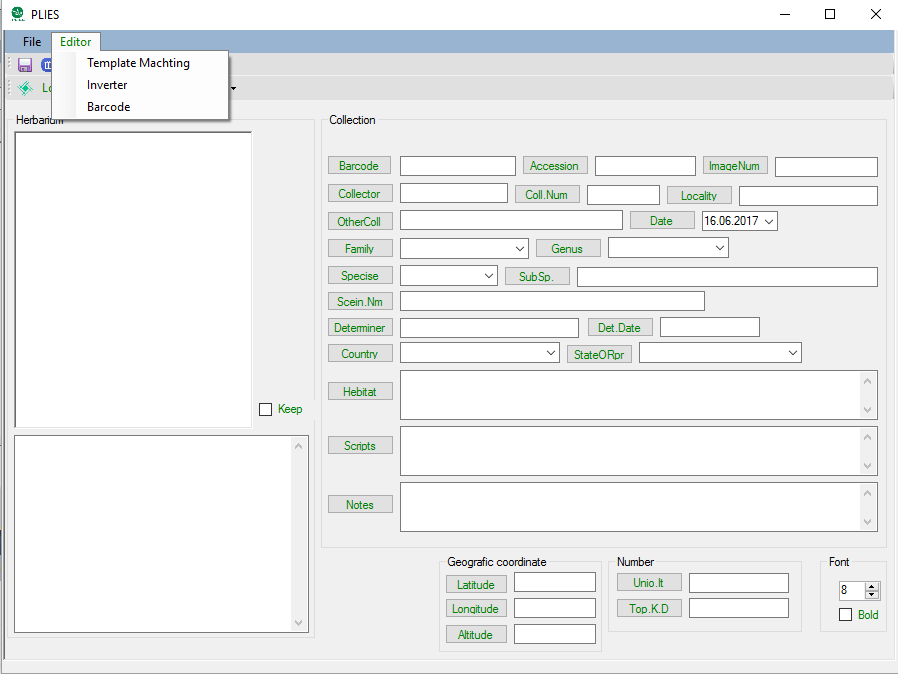 PLIES
File Editor
Template Machting
Inverter
Barcode
Herbarium
Keep
Collection
Barcode Accession ImageNum
Collector Coll.Num Locality
OtherColl Date 16.06.2017
Family Genus
Specise SubSp.
Scein.Nm
Determiner Det.Date
Country StateORpr
Hebitat
Scripts
Notes
Geografic coordinate
Latitude
Longitude
Altitude
Number
Unio.It
Top.K.D
Font
8
Bold